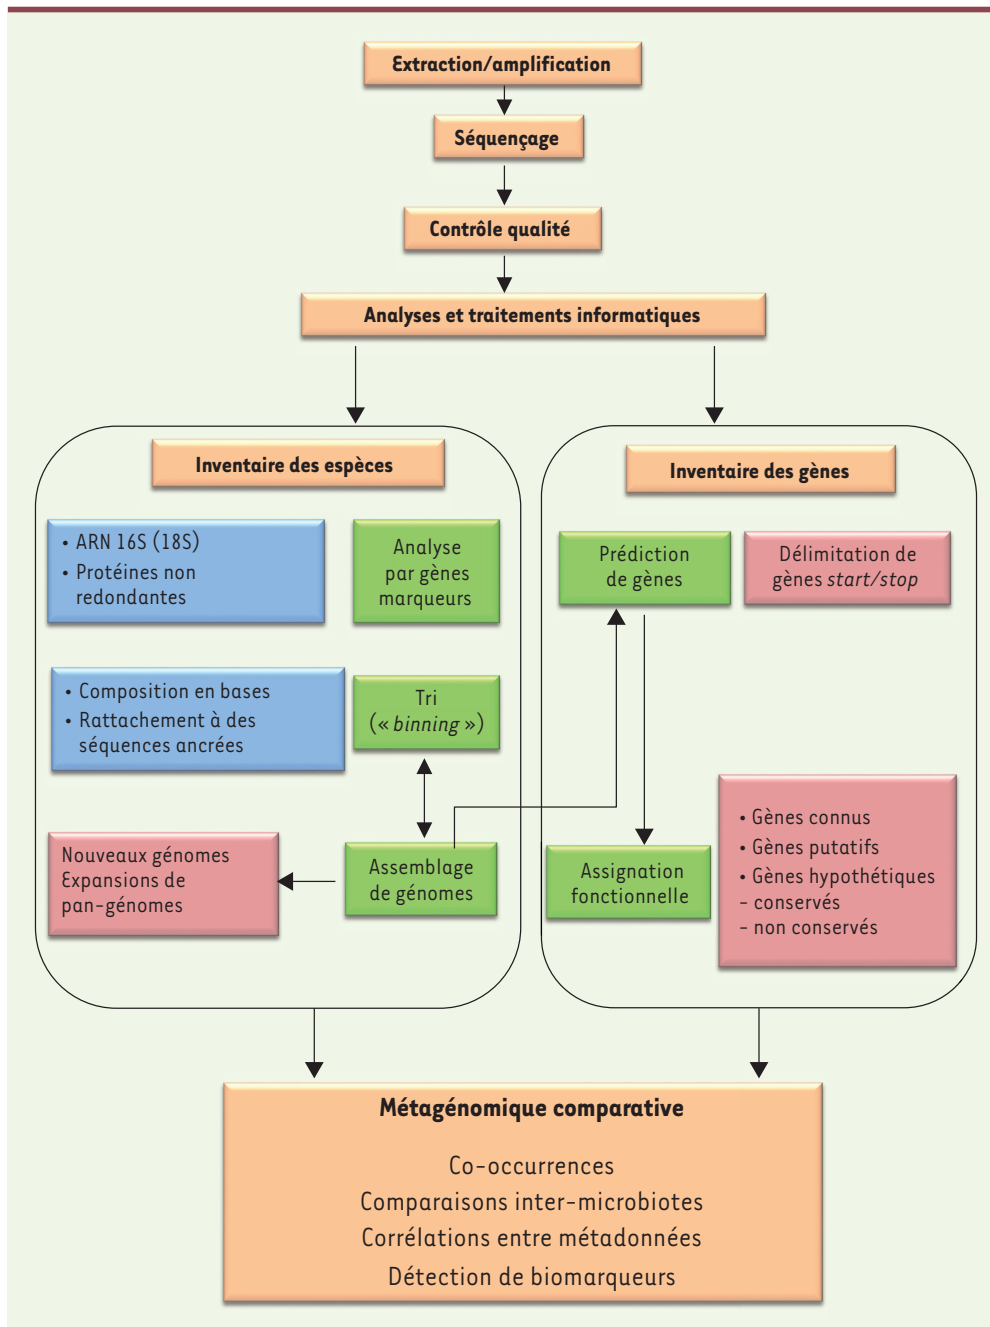 Extraction/amplification
Séquençage
Contrôle qualité
Analyses et traitements informatiques
Inventaire des espèces
• ARN 16S (18S)
• Protéines non
redondantes
Analyse
par gènes
marqueurs
• Composition en bases
• Rattachement à des
séquences ancrées
Tri
(« binning »)
Nouveaux génomes
Expansions de
pan-génomes
Assemblage
de génomes
Inventaire des gènes
Prédiction
de gènes
Délimitation de
gènes start/stop
Assignation
fonctionnelle
• Gènes connus
• Gènes putatifs
• Gènes hypothétiques
- conservés
- non conservés
Métagénomique comparative
Co-occurrences
Comparaisons inter-microbiotes
Corrélations entre métadonnées
Détection de biomarqueurs